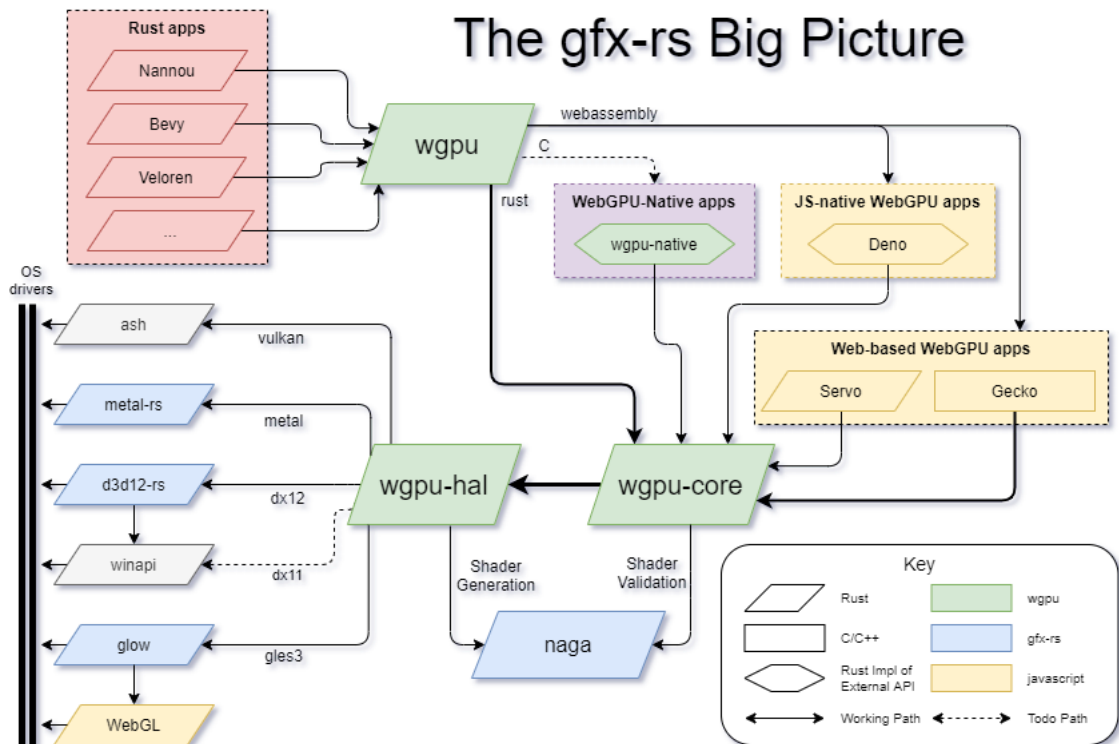 The gfx-rs Big Picture
Rust apps
Nannou
Bevy
Veloren
...
wgpu
webassembly
C
rust
WebGPU-Native apps
wgpu-native
JS-native WebGPU apps
Deno
Web-based WebGPU apps
Servo
Gecko
OS
drivers
ash
vulkan
metal-rs
metal
d3d12-rs
dx12
winapi
dx11
glow
gles3
WebGL
wgpu-hal
wgpu-core
Shader
Generation
Shader
Validation
naga
Key
Rust
wgpu
C/C++
gfx-rs
Rust Impl of
External API
javascript
Working Path
Todo Path